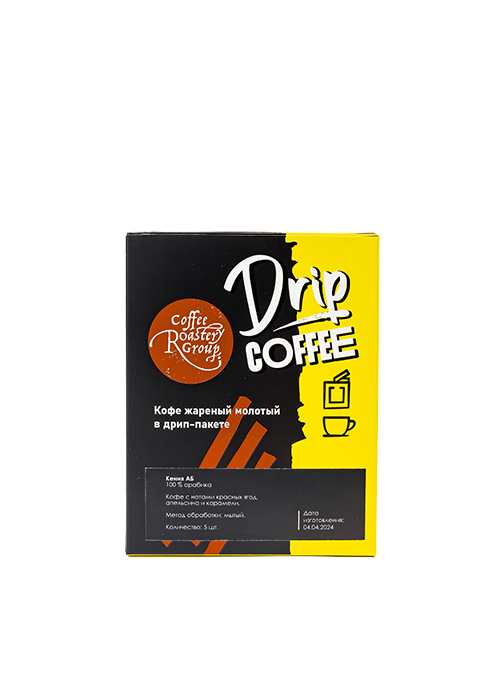 Drip
COFFEE
Coffee
Roastery
Group
Кофе жареный молотый
в дрип-пакете
Кения АБ
100 % арабика
Кофе с нотами красных ягод,
апельсина и карамели.
Метод обработки: мытый.
Количество: 5 шт.
Дата
изготовления:
04.04.2024